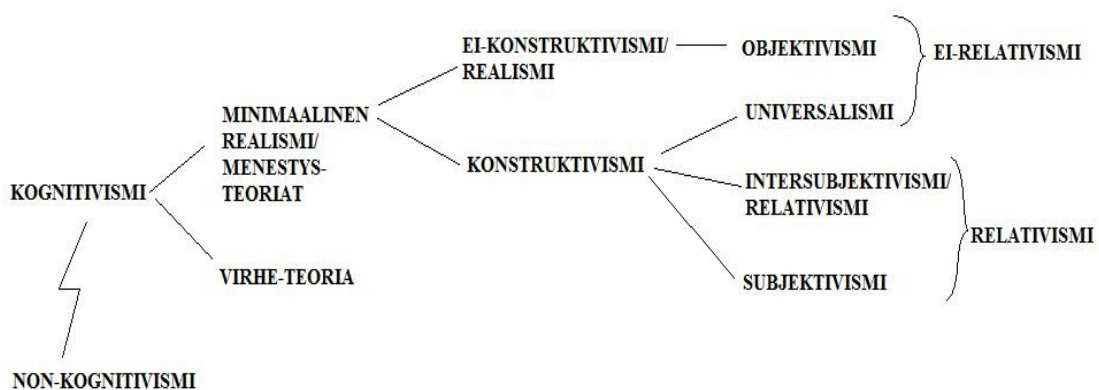 EI-KONSTRUKTIVISMI/
REALISMI
OBJEKTIVISMI
EI-RELATIVISMI
MINIMAALINEN
REALISMI/
MENESTYS-
TEORIAT
UNIVERSALISMI
KONSTRUKTIVISMI
KOGNITIVISMI
INTERSUBJEKTIVISMI/
RELATIVISMI
RELATIVISMI
VIRHE-TEORIA
SUBJEKTIVISMI
NON-KOGNITIVISMI